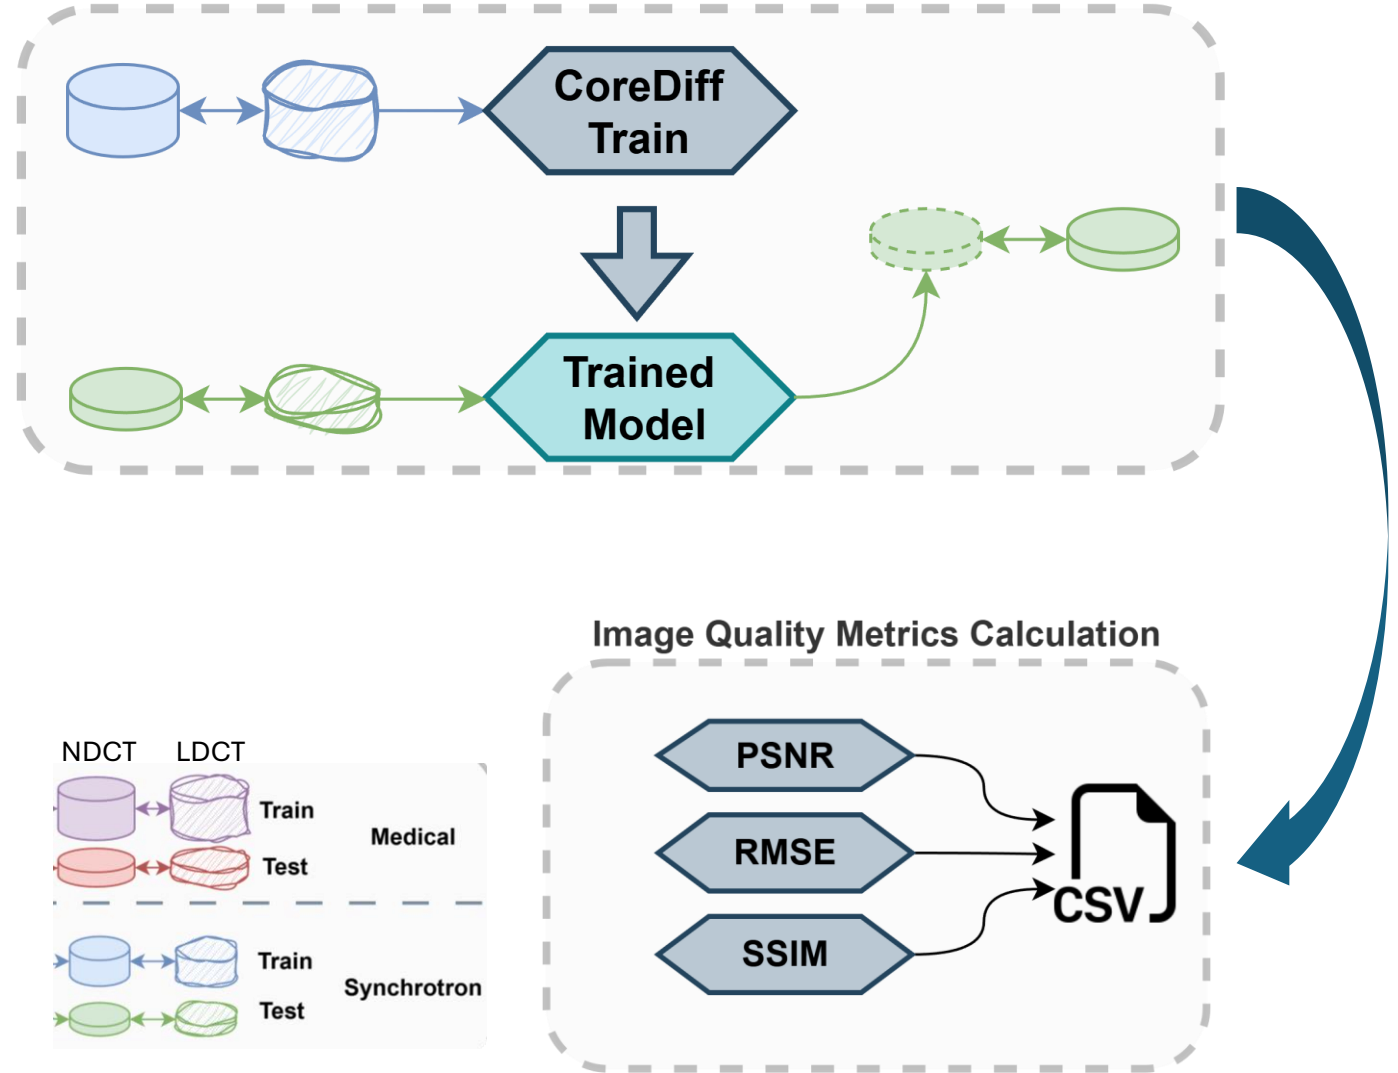 CoreDiff
Train
Trained
Model
Image Quality Metrics Calculation
PSNR
RMSE
SSIM
CSV
NDCT LDCT
Train
Medical
Test
Train
Synchrotron
Test